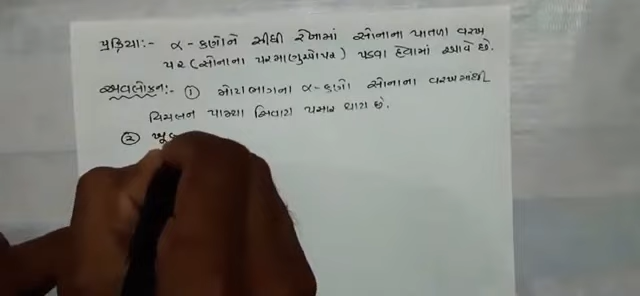 પ્રક્રિયા:- α - કણોને સીધી રેખામાં સોનાના પાતળા વરખ
પર (સોનાના પરમાણુઓ પર) પડવા દેવામાં આવે છે.
અવલોકન:- ① મોટાભાગના α-કણો સોનાના વરખમાંથી
વિચલન પામ્યા સિવાય પસાર થાય છે.
②